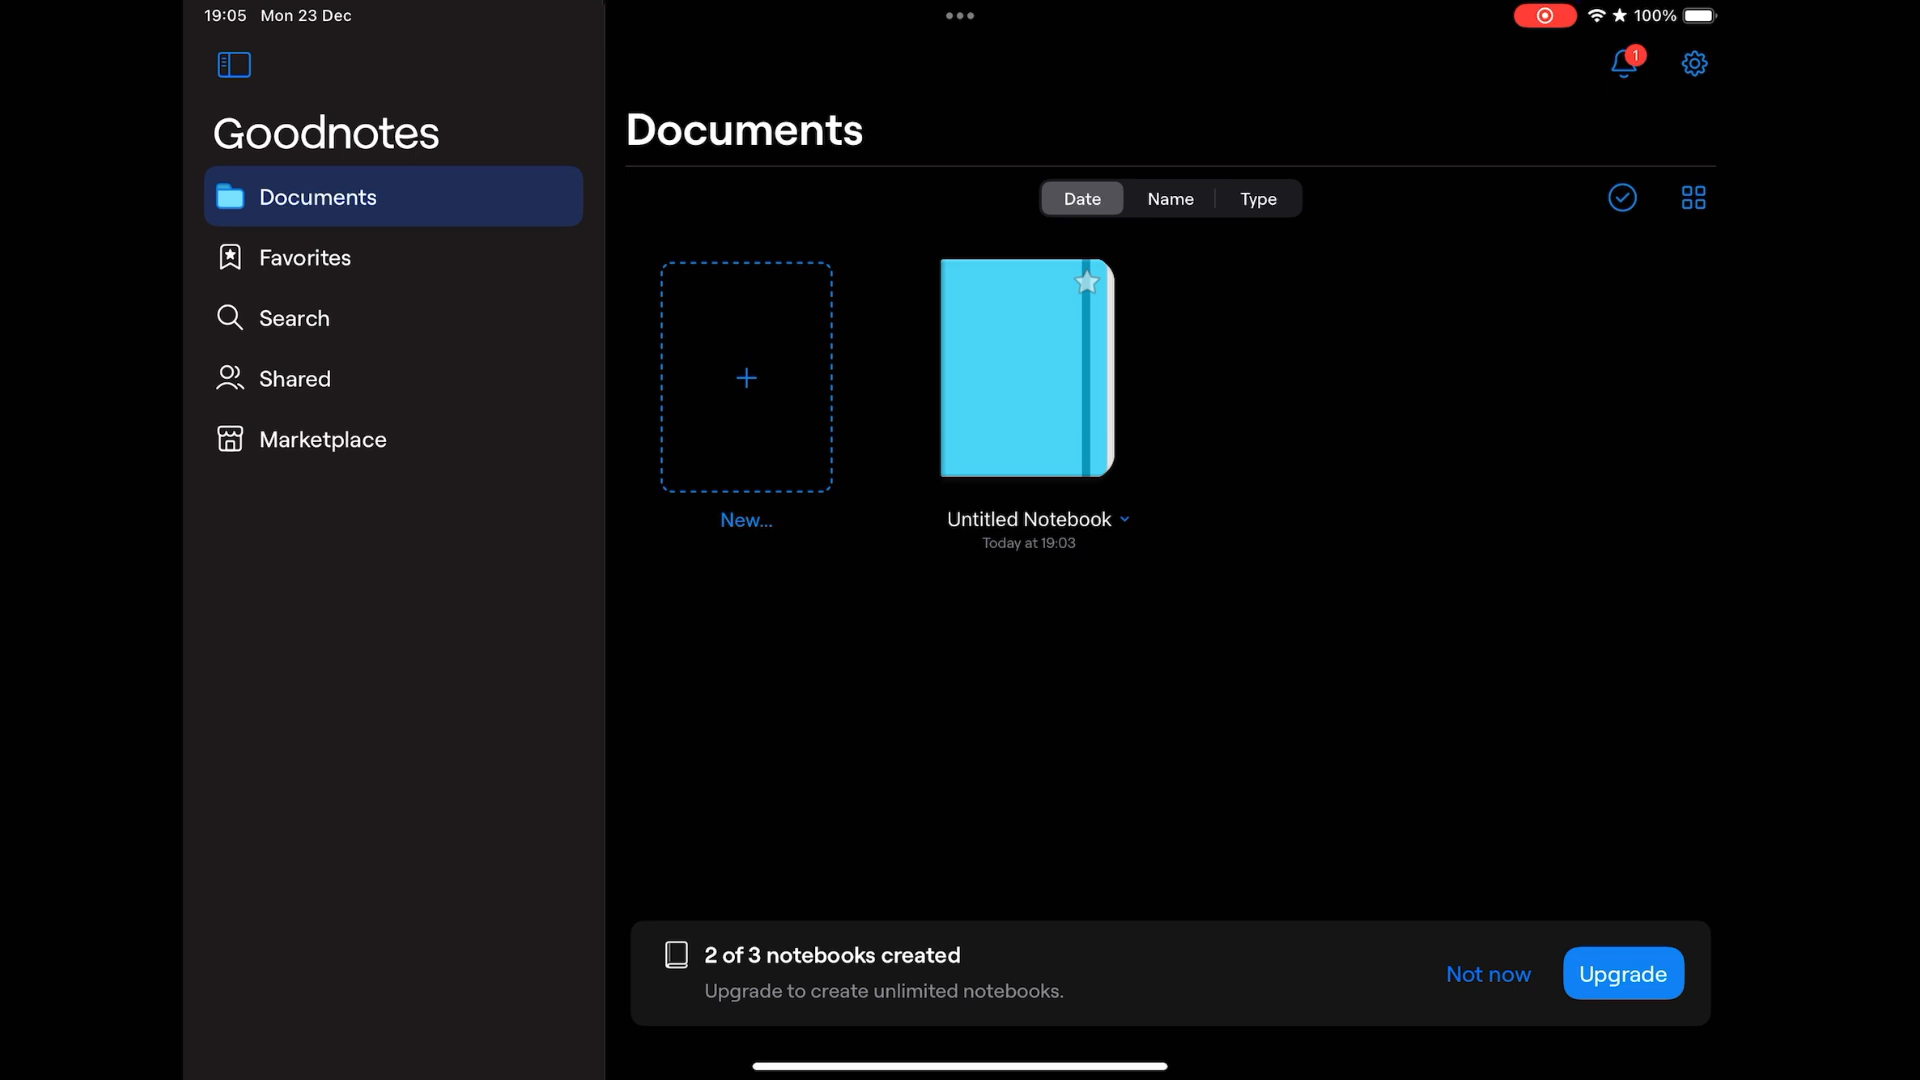 19:05 Mon 23 Dec
100%
1
Goodnotes
Documents
Favorites
Search
Shared
Marketplace
Documents
Date Name Type
New...
Untitled Notebook
Today at 19:03
2 of 3 notebooks created
Upgrade to create unlimited notebooks.
Not now
Upgrade